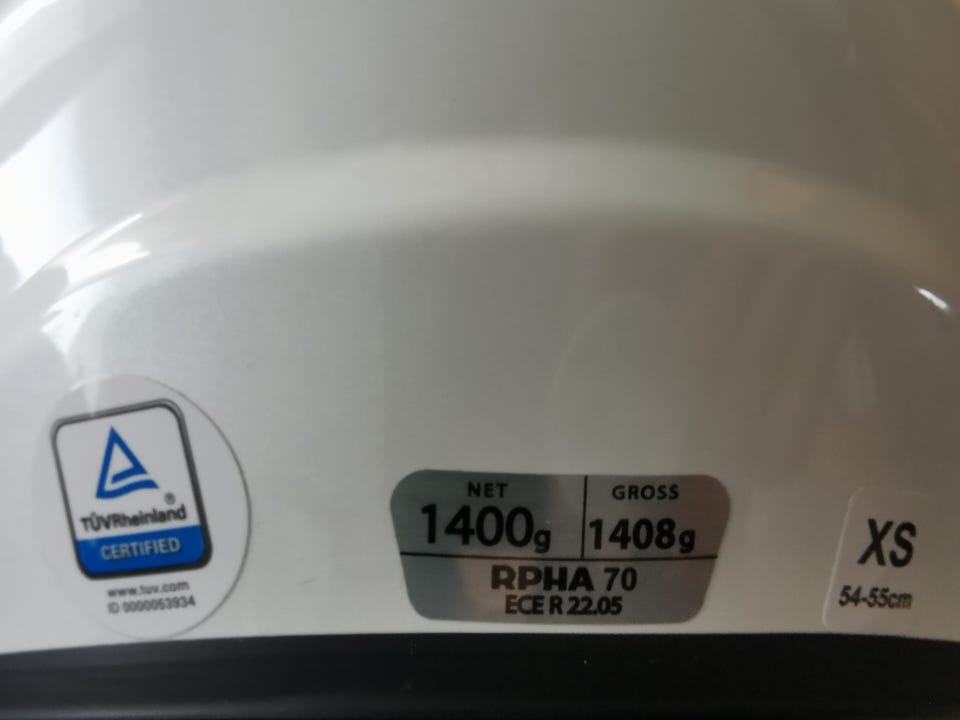 TÜVRheinland®
CERTIFIED
www.tuv.com
ID 0000053934
NET GROSS
1400g 1408g
RPHA 70
ECE R 22.05
XS
54-55cm